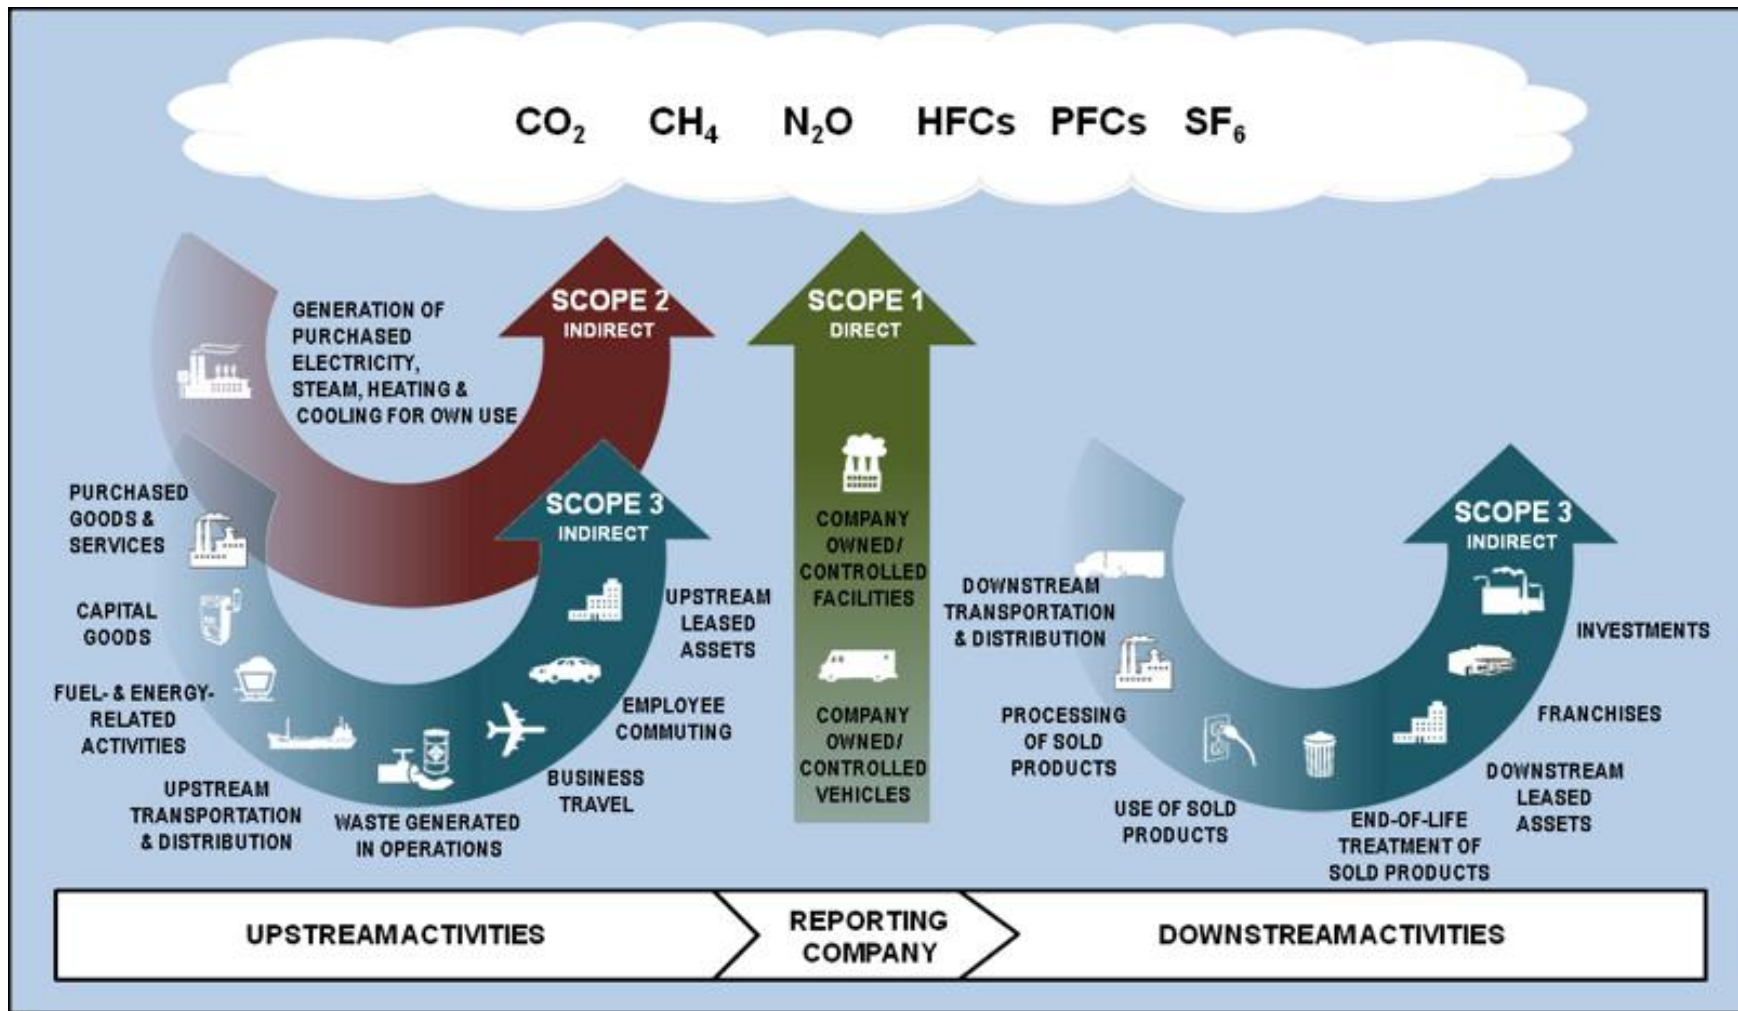 CO₂ CH₄ N₂O HFCs PFCs SF₆
SCOPE 2
INDIRECT
GENERATION OF
PURCHASED
ELECTRICITY,
STEAM, HEATING &
COOLING FOR OWN USE
SCOPE 1
DIRECT
COMPANY
OWNED/
CONTROLLED
FACILITIES
COMPANY
OWNED/
CONTROLLED
VEHICLES
SCOPE 3
INDIRECT
PURCHASED
GOODS &
SERVICES
CAPITAL
GOODS
FUEL- & ENERGY-
RELATED
ACTIVITIES
UPSTREAM
TRANSPORTATION
& DISTRIBUTION
WASTE GENERATED
IN OPERATIONS
BUSINESS
TRAVEL
EMPLOYEE
COMMUTING
UPSTREAM
LEASED
ASSETS
SCOPE 3
INDIRECT
DOWNSTREAM
TRANSPORTATION
& DISTRIBUTION
PROCESSING
OF SOLD
PRODUCTS
USE OF SOLD
PRODUCTS
END-OF-LIFE
TREATMENT OF
SOLD PRODUCTS
DOWNSTREAM
LEASED
ASSETS
FRANCHISES
INVESTMENTS
UPSTREAM ACTIVITIES
REPORTING
COMPANY
DOWNSTREAM ACTIVITIES